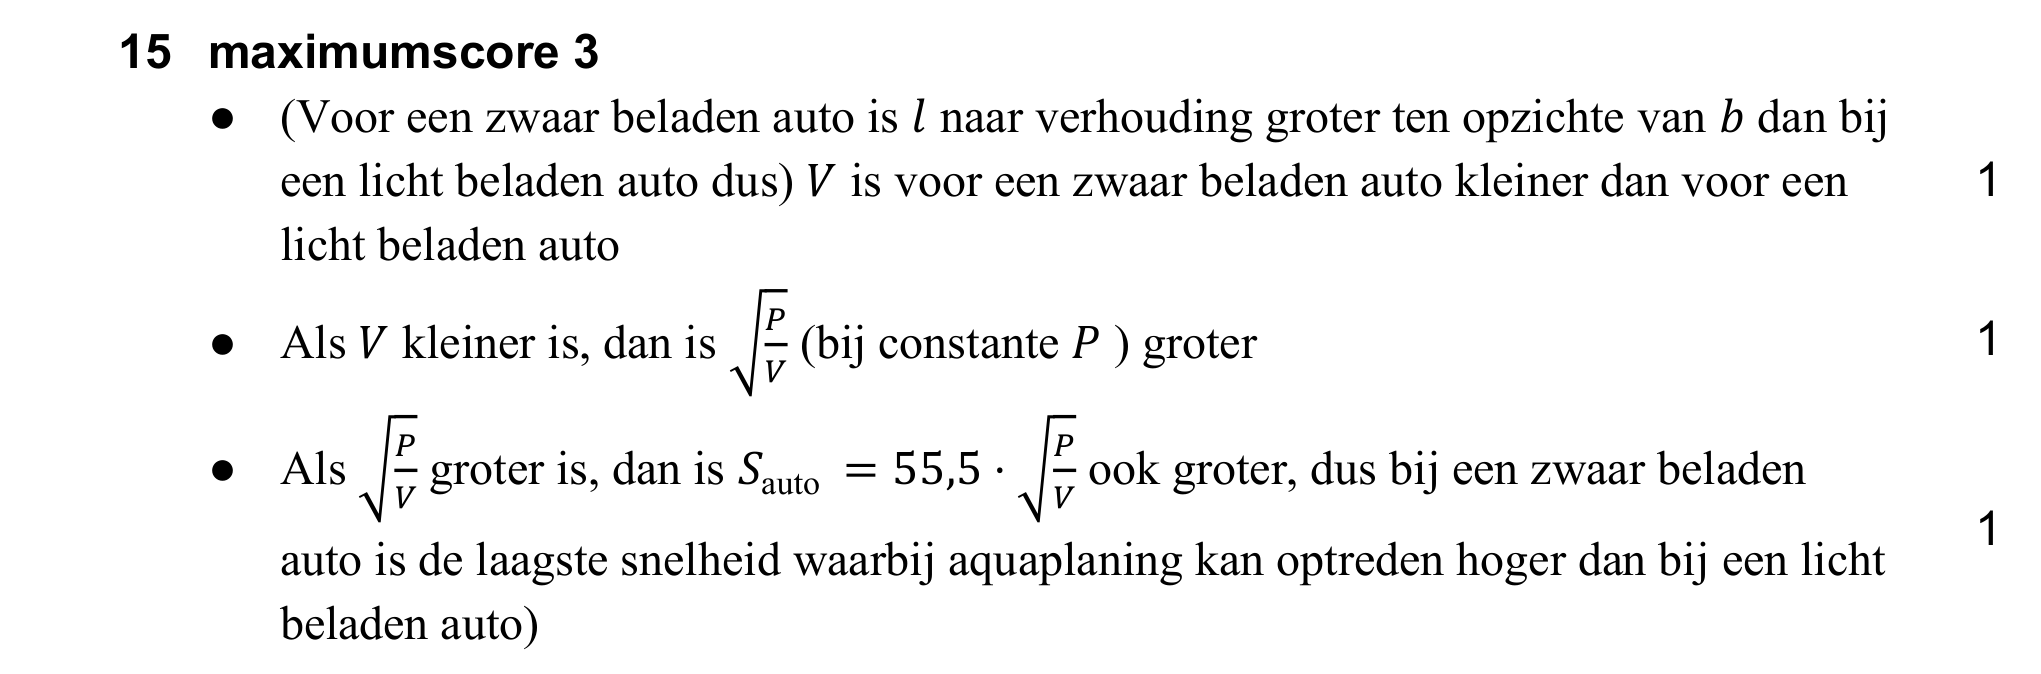 15 maximumscore 3
● (Voor een zwaar beladen auto is l naar verhouding groter ten opzichte van b dan bij
een licht beladen auto dus) V is voor een zwaar beladen auto kleiner dan voor een 1
licht beladen auto
● Als V kleiner is, dan is √(P/V) (bij constante P ) groter 1
● Als √(P/V) groter is, dan is S_auto = 55,5 · √(P/V) ook groter, dus bij een zwaar beladen
auto is de laagste snelheid waarbij aquaplaning kan optreden hoger dan bij een licht 1
beladen auto)